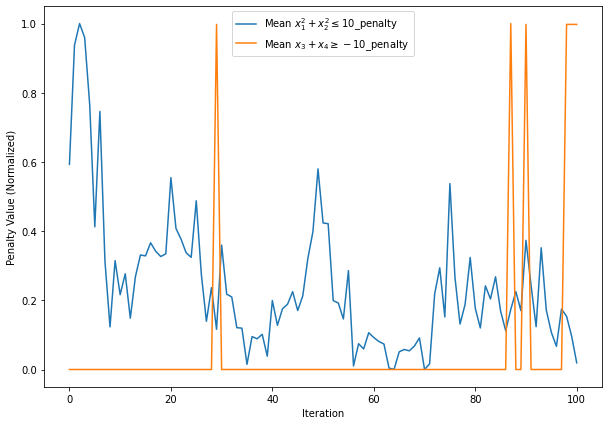 Mean $x_1^2 + x_2^2 \leq 10$_penalty
Mean $x_3 + x_4 \geq -10$_penalty
Penalty Value (Normalized)
1.0
0.8
0.6
0.4
0.2
0.0
0 20 40 60 80 100
Iteration